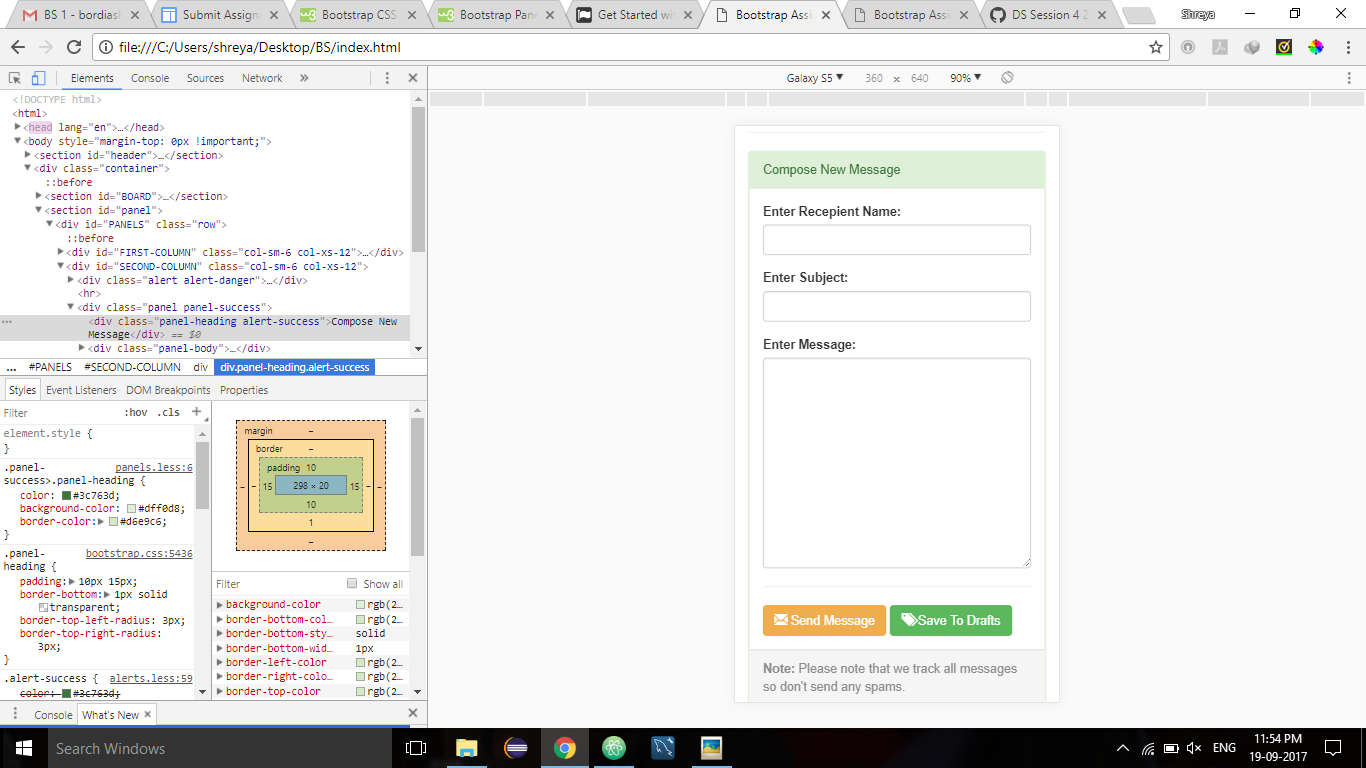 BS 1 - bordiash
Submit Assignm
Bootstrap CSS
Bootstrap Pan
Get Started wit
Bootstrap Assi
Bootstrap Assi
DS Session 4 2
Shreya
file:///C:/Users/shreya/Desktop/BS/index.html
Elements Console Sources Network »
Galaxy S5 ▼ 360 x 640 90% ▼
<!DOCTYPE html>
<html>
<head lang="en">…</head>
<body style="margin-top: 0px !important;">
<section id="header">…</section>
<div class="container">
::before
<section id="BOARD">…</section>
<section id="panel">
<div id="PANELS" class="row">
::before
<div id="FIRST-COLUMN" class="col-sm-6 col-xs-12">…</div>
<div id="SECOND-COLUMN" class="col-sm-6 col-xs-12">
<div class="alert alert-danger">…</div>
<hr>
<div class="panel panel-success">
<div class="panel-heading alert-success">Compose New
Message</div> == $0
<div class="panel-body">…</div>
... #PANELS #SECOND-COLUMN div div.panel-heading.alert-success
Styles Event Listeners DOM Breakpoints Properties
Filter :hov .cls +
element.style {
}
.panel- panels.less:6
success>.panel-heading {
color: #3c763d;
background-color: #dff0d8;
border-color: #d6e9c6;
}
.panel- bootstrap.css:5436
heading {
padding: 10px 15px;
border-bottom: 1px solid
transparent;
border-top-left-radius: 3px;
border-top-right-radius:
3px;
}
.alert-success { alerts.less:59
color: #3c763d;
margin –
border –
padding 10
– – 15 298 × 20 15 – –
10
1
–
Filter Show all
background-color rgb(2…
border-bottom-col… rgb(2…
border-bottom-sty… solid
border-bottom-wid… 1px
border-left-color rgb(2…
border-right-colo… rgb(2…
border-top-color rgb(2…
Console What's New
Compose New Message
Enter Recepient Name:
Enter Subject:
Enter Message:
Send Message Save To Drafts
Note: Please note that we track all messages
so don't send any spams.
Search Windows
ENG
11:54 PM
19-09-2017